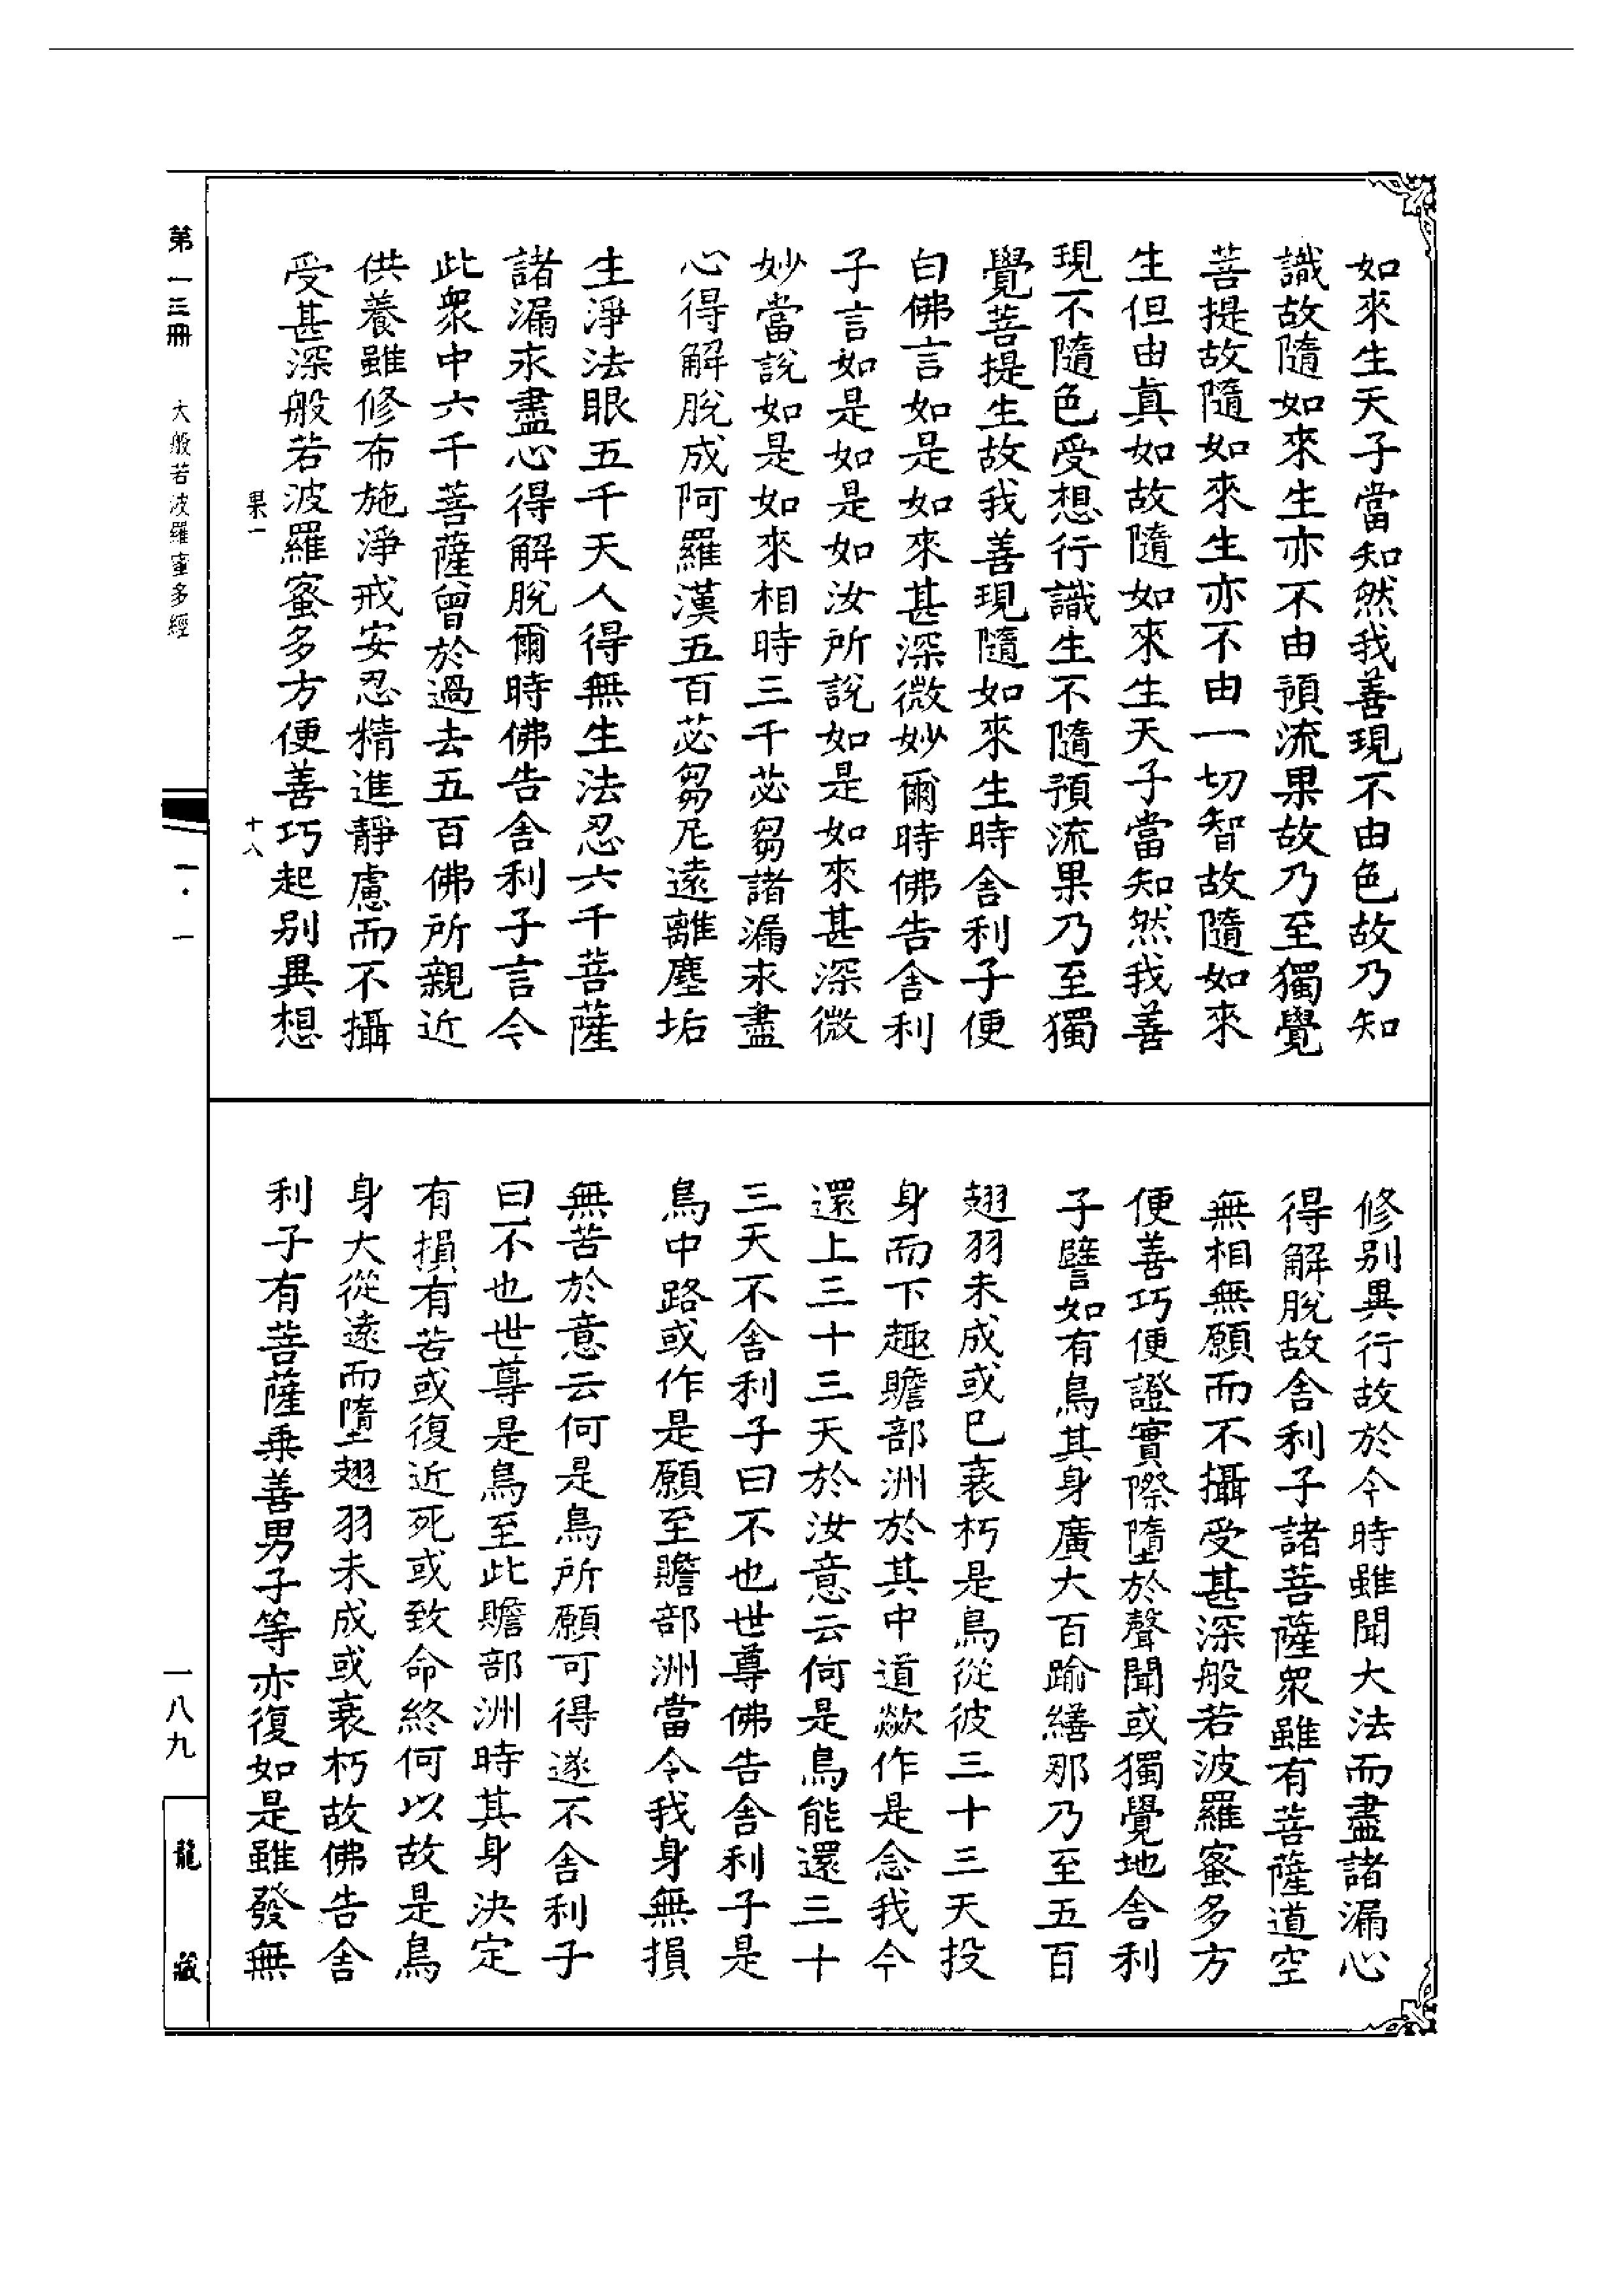 如來生天子當知然我善現不由色故乃知
識故隨如來生亦不由預流果故乃至獨覺
菩提故隨如來生亦不由一切智故隨如來
生但由真如故隨如來生天子當知然我善
現不隨色受想行識生不隨預流果乃至獨
覺菩提生故我善現隨如來生時舍利子便
白佛言如是如來甚深微妙爾時佛告舍利
子言如是如是如汝所說如是如來甚深微
妙當說如是如來相時三千苾芻諸漏永盡
心得解脫成阿羅漢五百苾芻尼遠離塵垢
生淨法眼五千天人得無生法忍六千菩薩
諸漏永盡心得解脫爾時佛告舍利子言今
此眾中六千菩薩曾於過去五百佛所親近
供養雖修布施淨戒安忍精進靜慮而不攝
受甚深般若波羅蜜多方便善巧起別異想
果一
十八
修別異行故於今時雖聞大法而盡諸漏心
得解脫故舍利子諸菩薩眾雖有菩薩道空
無相無願而不攝受甚深般若波羅蜜多方
便善巧便證實際墮於聲聞或獨覺地舍利
子譬如有鳥其身廣大百踰繕那乃至五百
翅羽未成或已衰朽是鳥從彼三十三天投
身而下趣贍部洲於其中道歘作是念我今
還上三十三天於汝意云何是鳥能還三十
三天不舍利子曰不也世尊佛告舍利子是
鳥中路或作是願至贍部洲當令我身無損
無苦於意云何是鳥所願可得遂不舍利子
曰不也世尊是鳥至此贍部洲時其身決定
有損有苦或復近死或致命終何以故是鳥
身大從遠而墮翅羽未成或衰朽故佛告舍
利子有菩薩乘善男子等亦復如是雖發無
第一三冊
大般若波羅蜜多經
一·一
一八九
龍藏